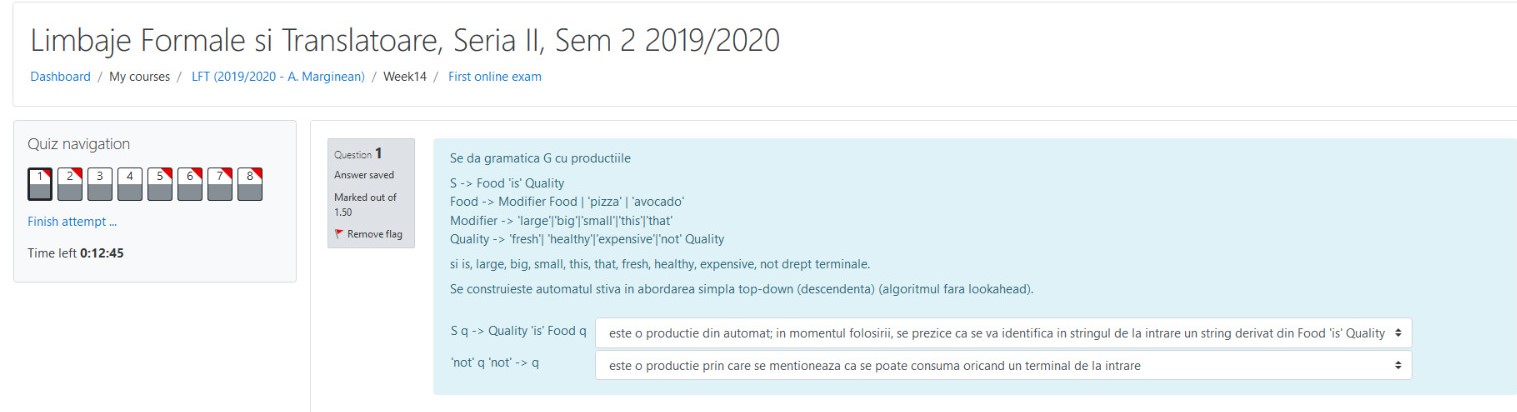 Limbaje Formale si Translatoare, Seria II, Sem 2 2019/2020
Dashboard / My courses / LFT (2019/2020 - A. Marginean) / Week14 / First online exam
Quiz navigation
1 2 3 4 5 6 7 8
Finish attempt ...
Time left 0:12:45
Question 1
Answer saved
Marked out of
1.50
Remove flag
Se da gramatica G cu productiile
S -> Food 'is' Quality
Food -> Modifier Food | 'pizza' | 'avocado'
Modifier -> 'large'|'big'|'small'|'this'|'that'
Quality -> 'fresh'| 'healthy'|'expensive'|'not' Quality
si is, large, big, small, this, that, fresh, healthy, expensive, not drept terminale.
Se construieste automatul stiva in abordarea simpla top-down (descendenta) (algoritmul fara lookahead).
S q -> Quality 'is' Food q este o productie din automat; in momentul folosirii, se prezice ca se va identifica in stringul de la intrare un string derivat din Food 'is' Quality
'not' q 'not' -> q este o productie prin care se mentioneaza ca se poate consuma oricand un terminal de la intrare